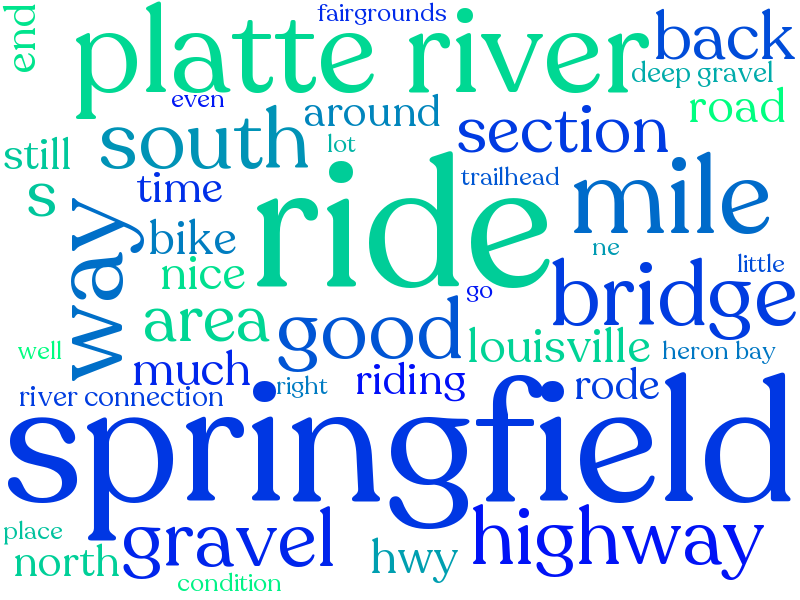 end
fairgrounds
platte river
back
deep gravel
even
around
road
south
lot
section
still
s
time
trailhead
ride
mile
way
bike
ne
little
nice
go
bridge
area
good
louisville
well
heron bay
much
right
riding
rode
river connection
springfield
place
gravel
highway
north
hwy
condition